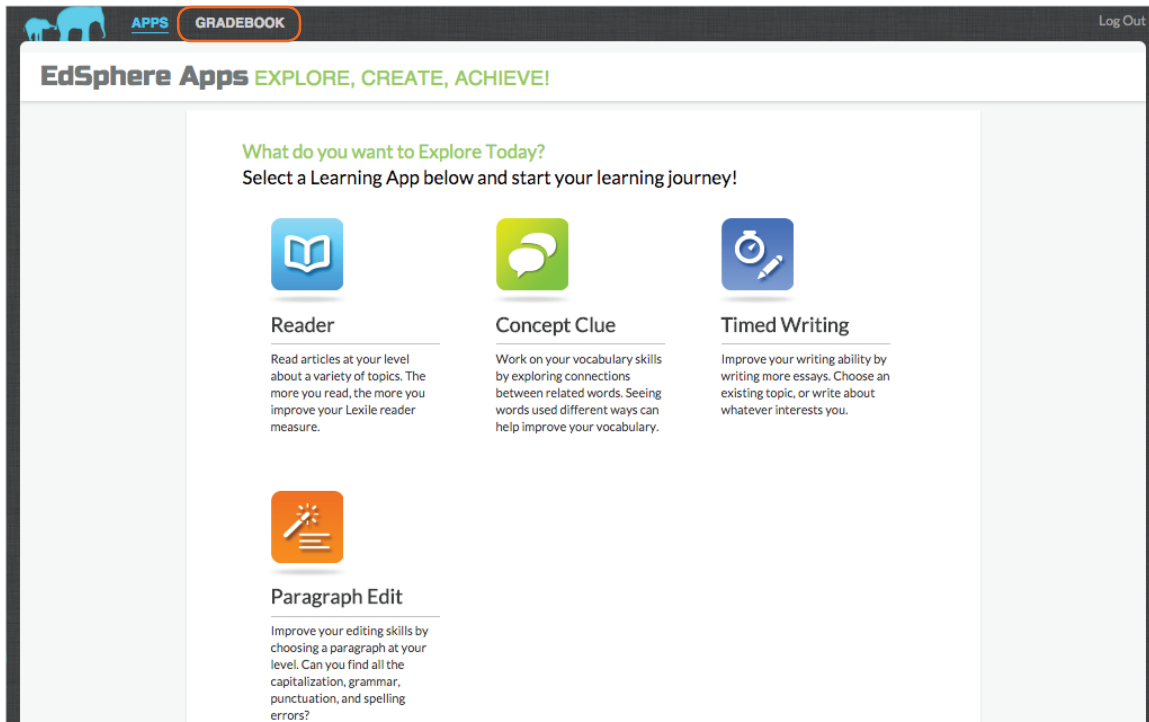 APPS GRADEBOOK Log Out
EdSphere Apps EXPLORE, CREATE, ACHIEVE!
What do you want to Explore Today?
Select a Learning App below and start your learning journey!
Reader
Read articles at your level
about a variety of topics. The
more you read, the more you
improve your Lexile reader
measure.
Concept Clue
Work on your vocabulary skills
by exploring connections
between related words. Seeing
words used different ways can
help improve your vocabulary.
Timed Writing
Improve your writing ability by
writing more essays. Choose an
existing topic, or write about
whatever interests you.
Paragraph Edit
Improve your editing skills by
choosing a paragraph at your
level. Can you find all the
capitalization, grammar,
punctuation, and spelling
errors?